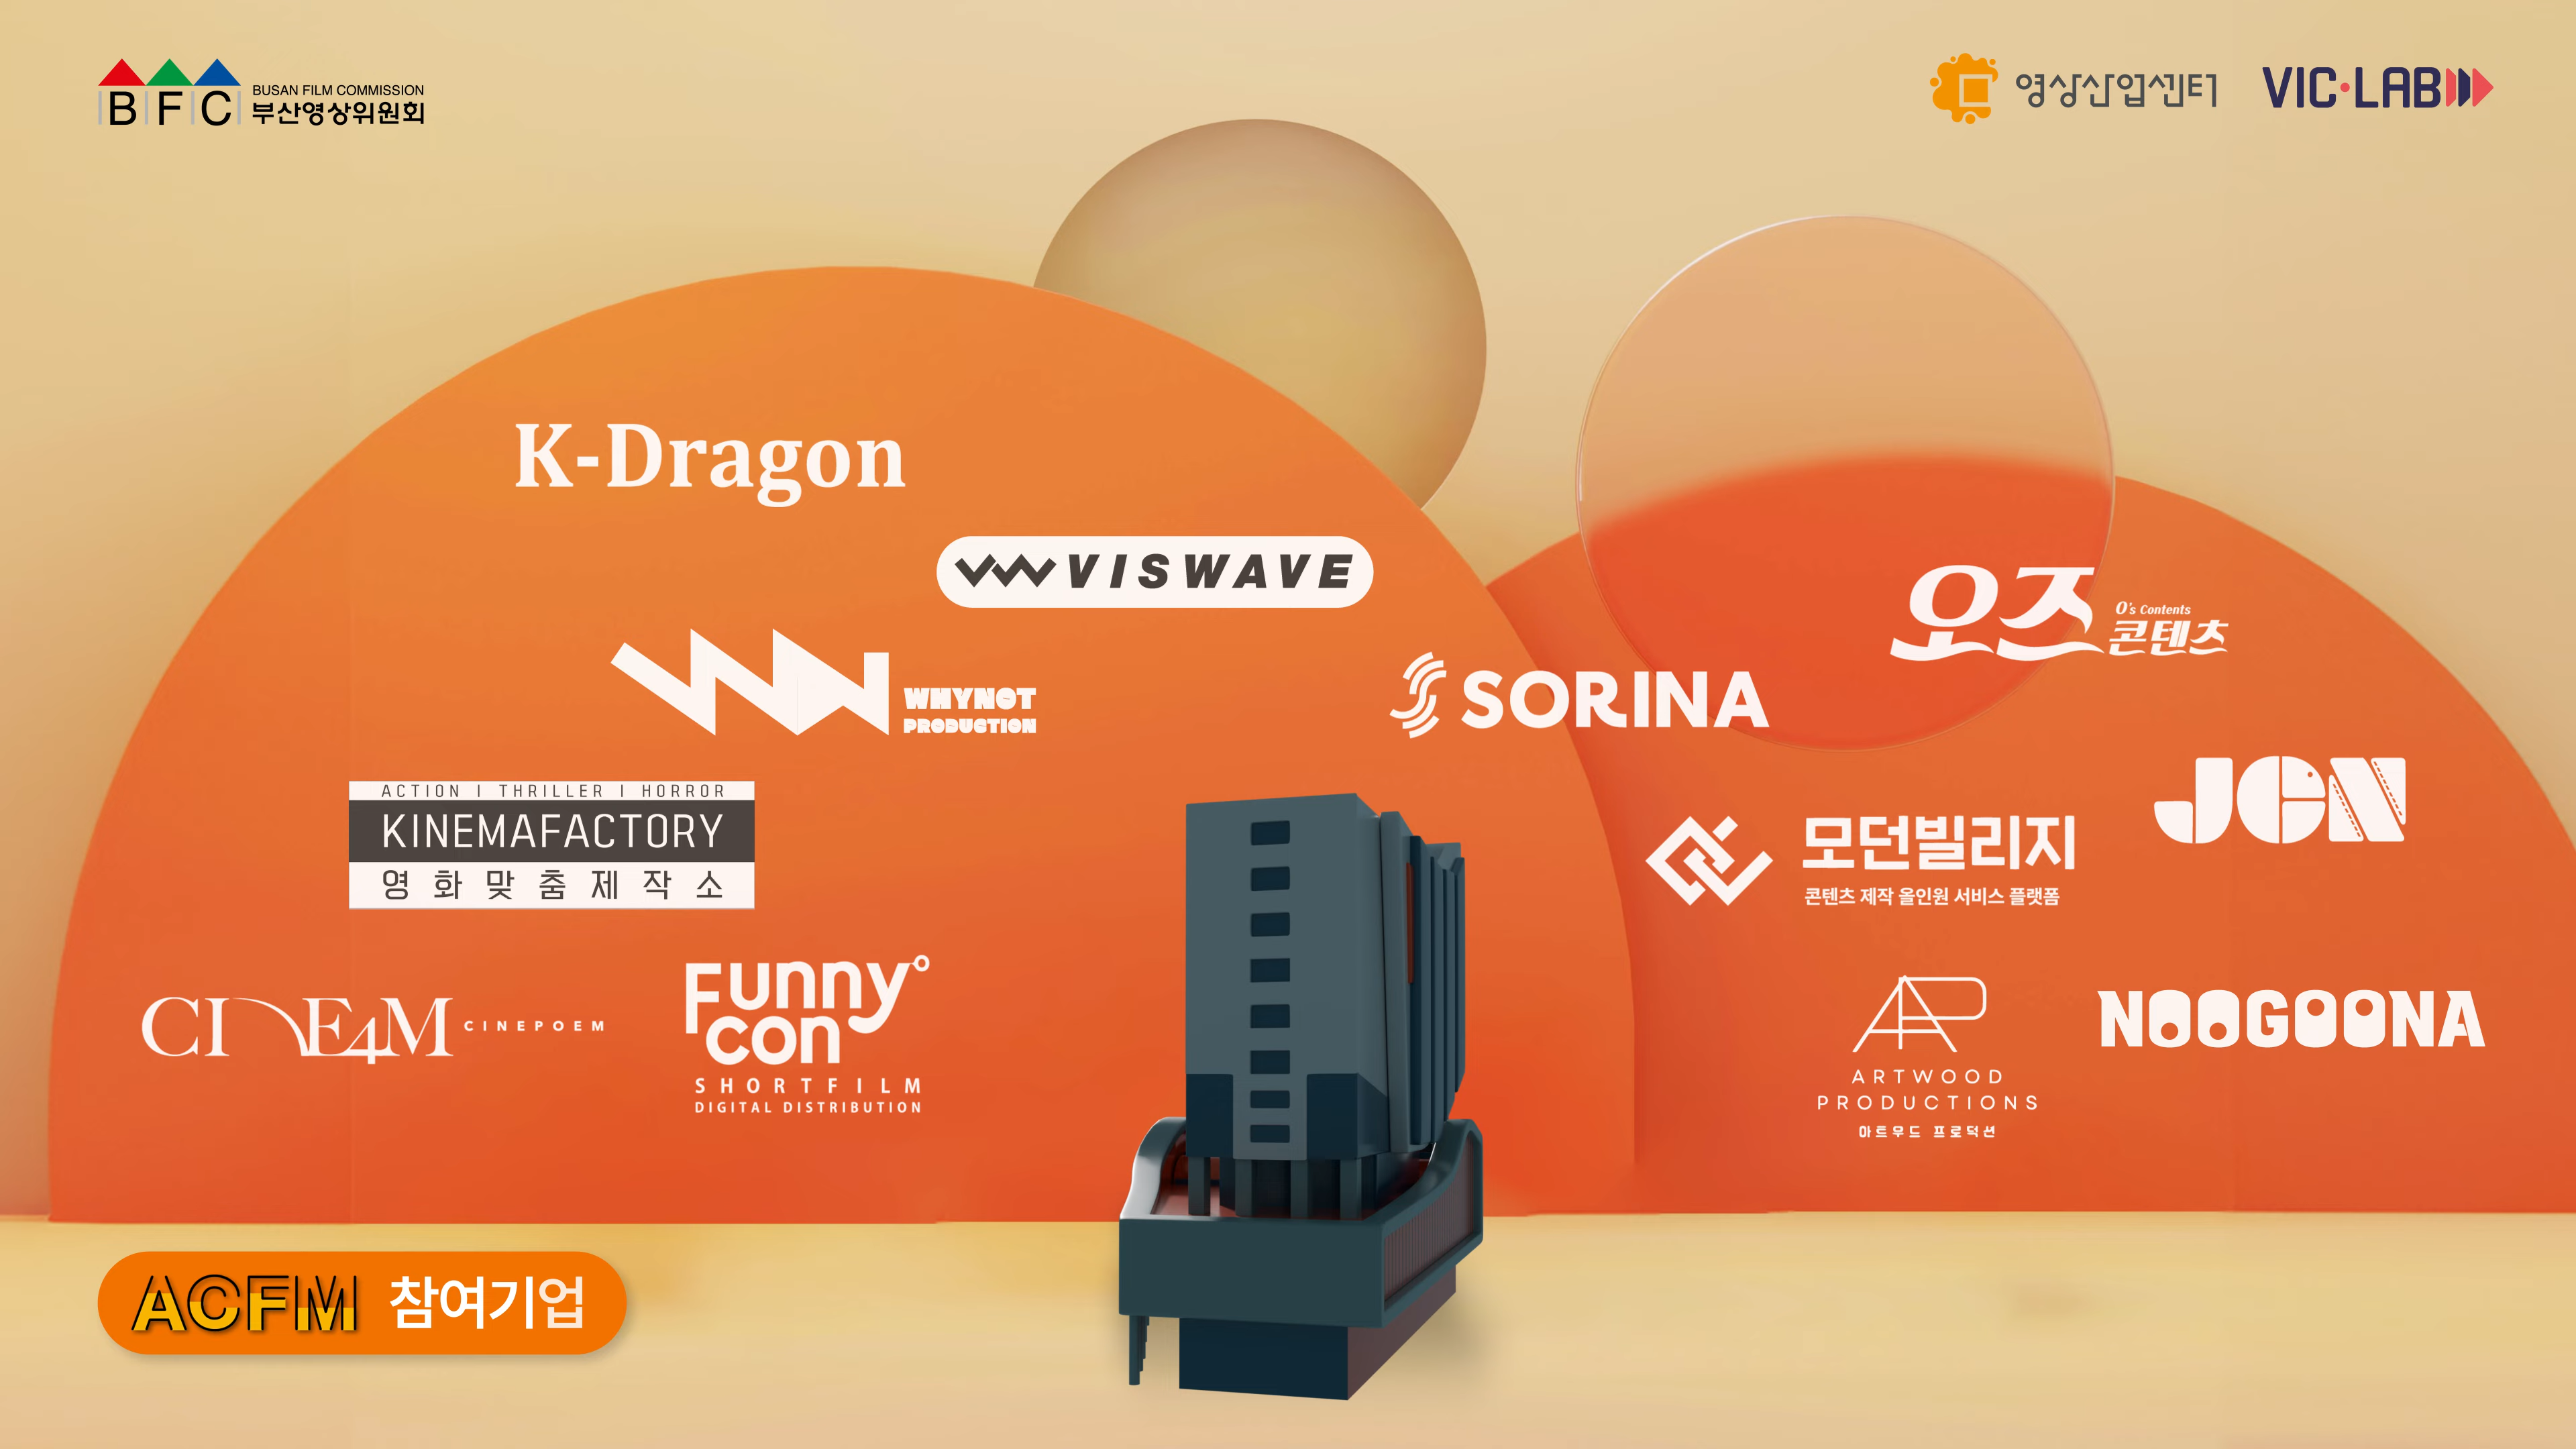 BFC
BUSAN FILM COMMISSION
부산영상위원회
영상산업센터
VIC·LAB
K-Dragon
VISWAVE
WHYNOT
PRODUCTION
SORINA
오즈
O's Contents
콘텐츠
ACTION | THRILLER | HORROR
KINEMAFACTORY
영화맞춤제작소
모던빌리지
콘텐츠 제작 올인원 서비스 플랫폼
JCN
CINE4M
CINEPOEM
Funny
con
SHORTFILM
DIGITAL DISTRIBUTION
AP
ARTWOOD
PRODUCTIONS
아트우드 프로덕션
NOOGOONA
ACFM 참여기업